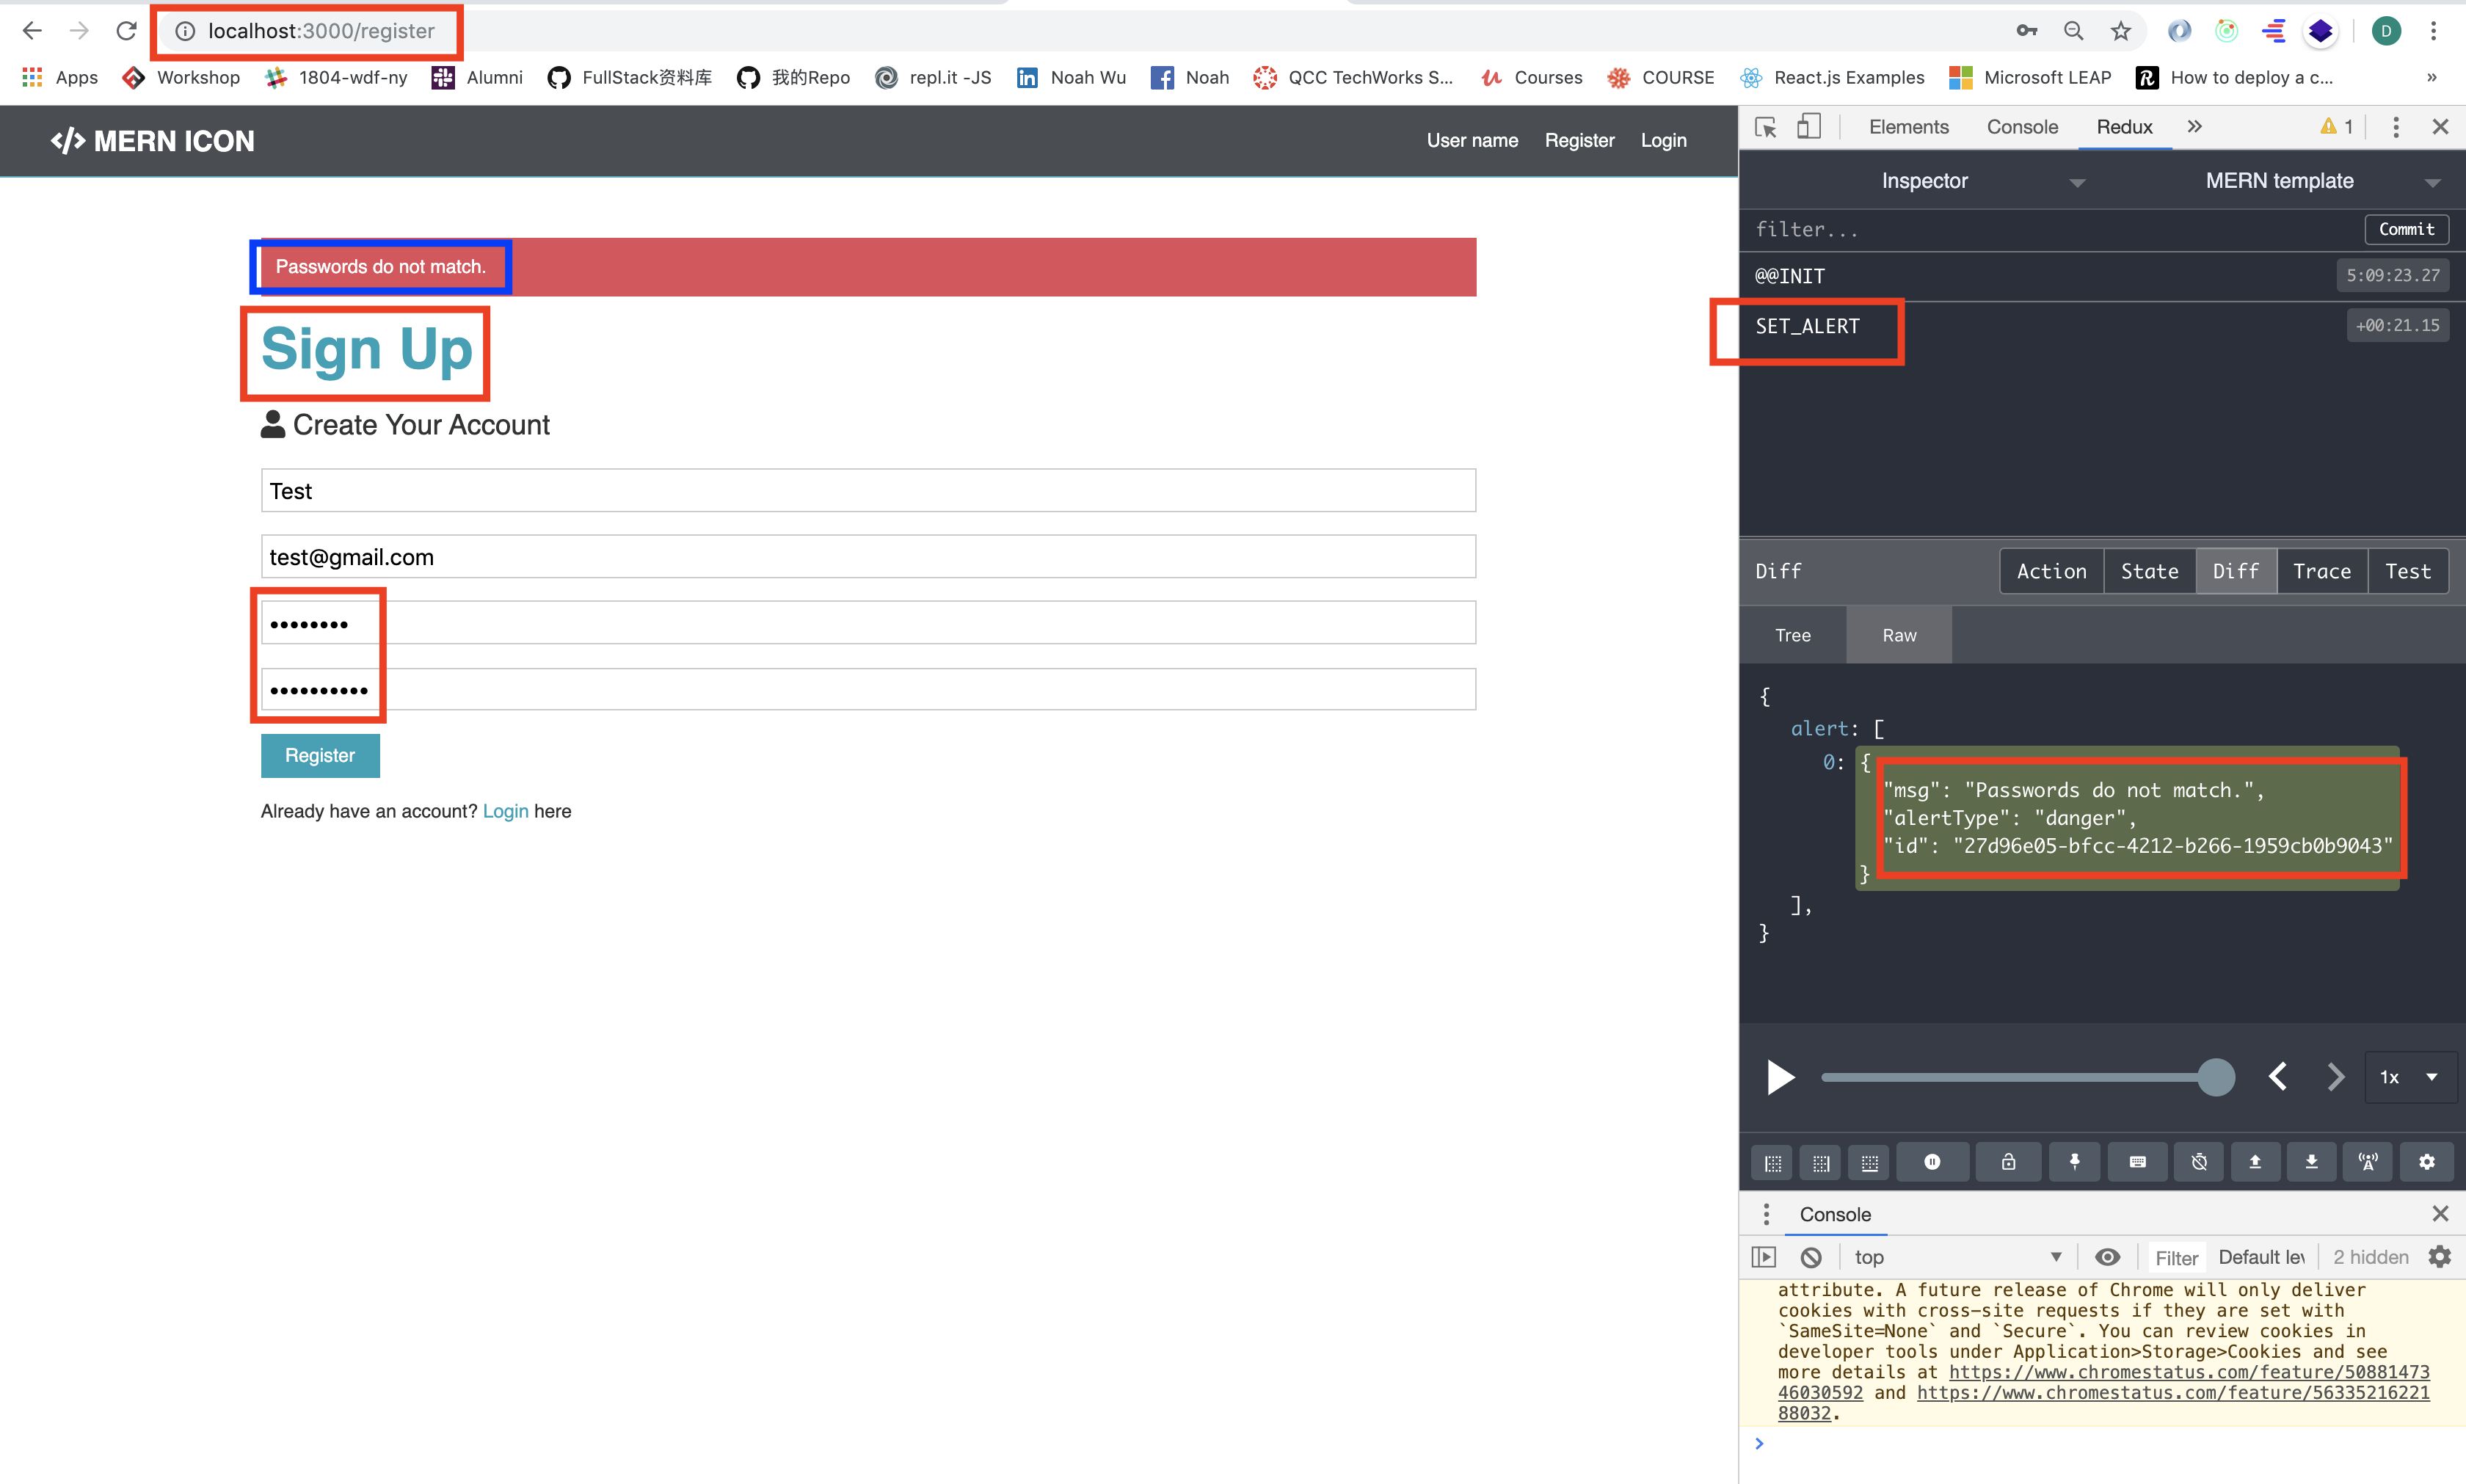 localhost:3000/register
D
Apps Workshop 1804-wdf-ny Alumni FullStack资料库 我的Repo repl.it -JS Noah Wu Noah QCC TechWorks S... Courses COURSE React.js Examples Microsoft LEAP How to deploy a c... »
</> MERN ICON
User name Register Login
Passwords do not match.
Sign Up
Create Your Account
Test
test@gmail.com
••••••••
••••••••••
Register
Already have an account? Login here
Elements Console Redux » 1
Inspector MERN template
filter... Commit
@@INIT 5:09:23.27
SET_ALERT +00:21.15
Diff Action State Diff Trace Test
Tree Raw
{
alert: [
0: {
"msg": "Passwords do not match.",
"alertType": "danger",
"id": "27d96e05-bfcc-4212-b266-1959cb0b9043"
}
],
}
1x
Console
top Filter Default lev 2 hidden
attribute. A future release of Chrome will only deliver
cookies with cross-site requests if they are set with
`SameSite=None` and `Secure`. You can review cookies in
developer tools under Application>Storage>Cookies and see
more details at https://www.chromestatus.com/feature/50881473
46030592 and https://www.chromestatus.com/feature/56335216221
88032.
>